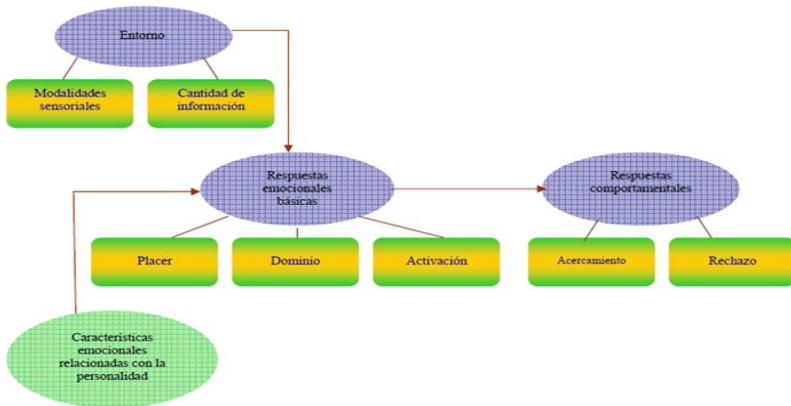 Entorno
Modalidades
sensoriales
Cantidad de
información
Respuestas
emocionales
básicas
Respuestas
comportamentales
Placer
Dominio
Activación
Acercamiento
Rechazo
Características
emocionales
relacionadas con la
personalidad